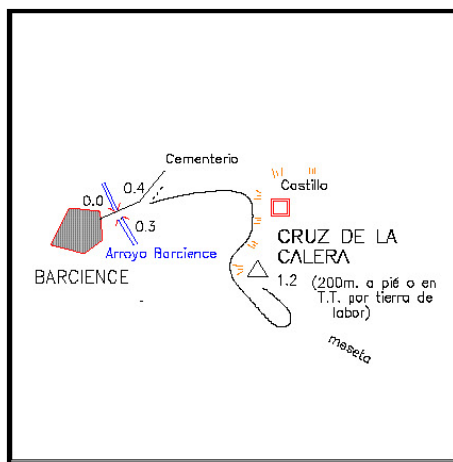 Cementerio
0.4
0.0
0.3
Castillo
Arroyo Barcience
CRUZ DE LA
CALERA
BARCIENCE
1.2
(200m. a pié o en
T.T. por tierra de
labor)
meseta